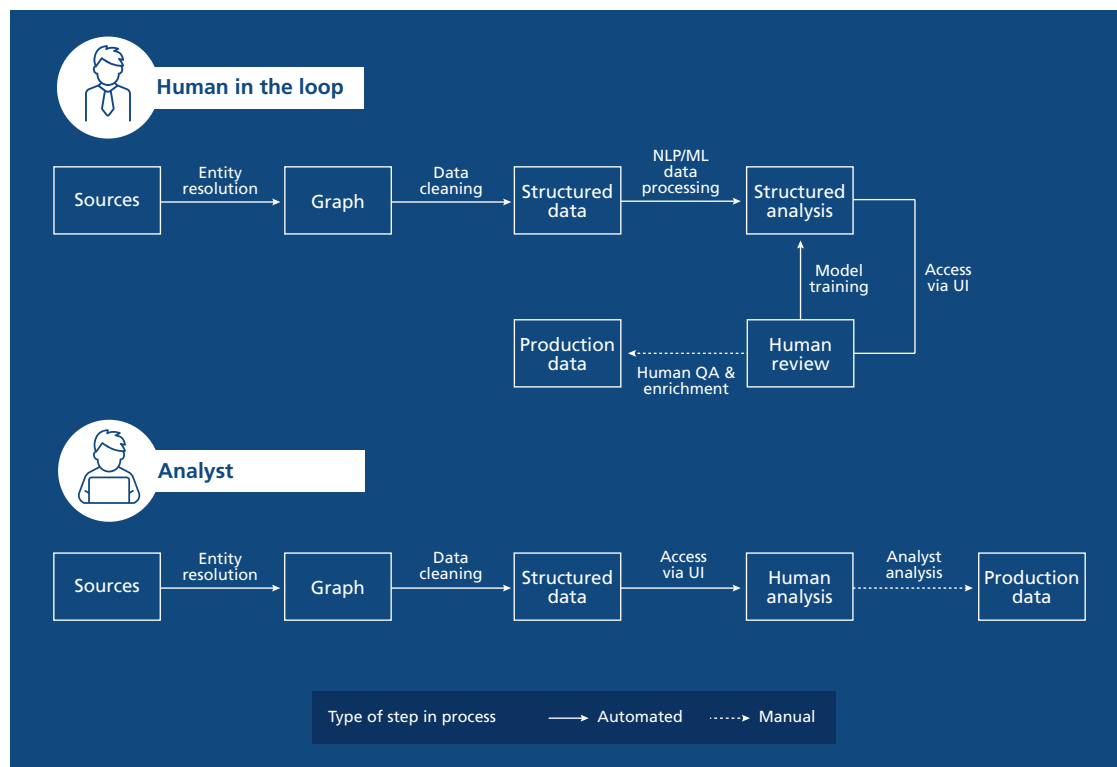 Human in the loop
Sources
Entity
resolution
Graph
Data
cleaning
Structured
data
NLP/ML
data
processing
Structured
analysis
Model
training
Access
via UI
Production
data
Human QA &
enrichment
Human
review
Analyst
Sources
Entity
resolution
Graph
Data
cleaning
Structured
data
Access
via UI
Human
analysis
Analyst
analysis
Production
data
Type of step in process
Automated
Manual